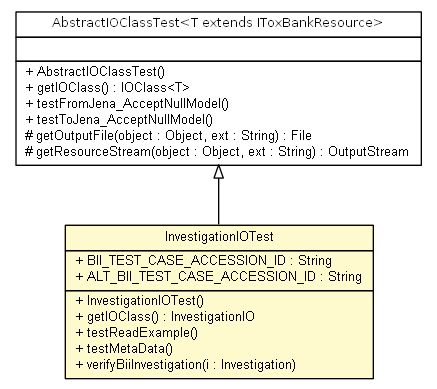 AbstractIOClassTest<T extends IToxBankResource>
+ AbstractIOClassTest()
+ getIOClass() : IOClass<T>
+ testFromJena_AcceptNullModel()
+ testToJena_AcceptNullModel()
# getOutputFile(object : Object, ext : String) : File
# getResourceStream(object : Object, ext : String) : OutputStream
InvestigationIOTest
+ BII_TEST_CASE_ACCESSION_ID : String
+ ALT_BII_TEST_CASE_ACCESSION_ID : String
+ InvestigationIOTest()
+ getIOClass() : InvestigationIO
+ testReadExample()
+ testMetaData()
+ verifyBiiInvestigation(i : Investigation)